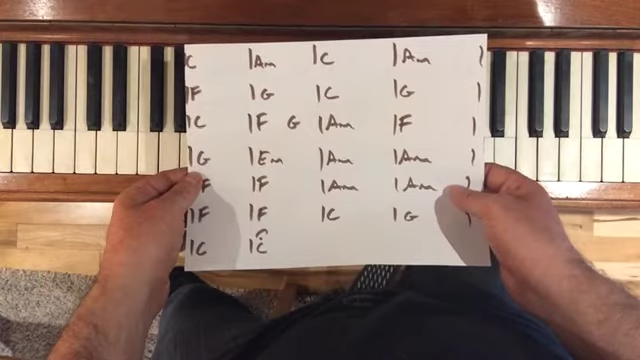 C |Am |C |Am |
|F |G |C |G |
|C |F G |Am |F |
|G |Em |Am |Am |
|F |F |Am |Am |
|F |F |C |G |
|C |C